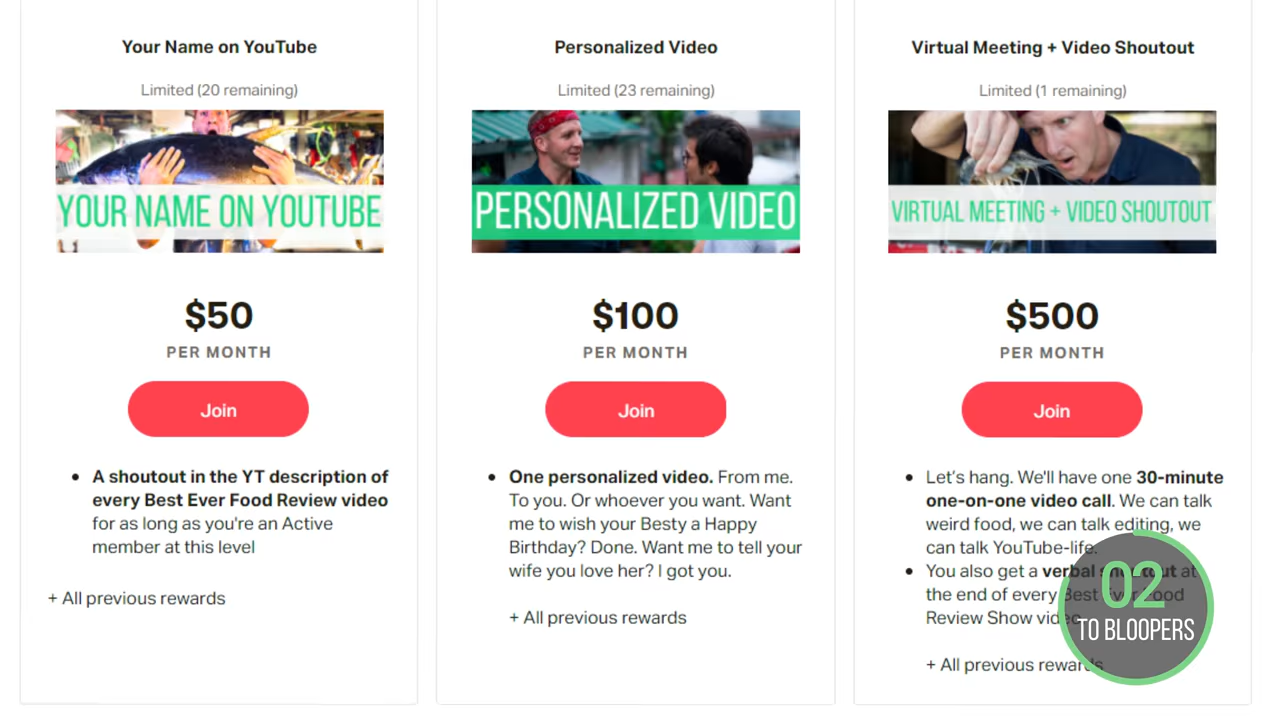 Your Name on YouTube
Limited (20 remaining)
YOUR NAME ON YOUTUBE
$50
PER MONTH
Join
• A shoutout in the YT description of
every Best Ever Food Review video
for as long as you're an Active
member at this level
+ All previous rewards
Personalized Video
Limited (23 remaining)
PERSONALIZED VIDEO
$100
PER MONTH
Join
• One personalized video. From me.
To you. Or whoever you want. Want
me to wish your Besty a Happy
Birthday? Done. Want me to tell your
wife you love her? I got you.
+ All previous rewards
Virtual Meeting + Video Shoutout
Limited (1 remaining)
VIRTUAL MEETING + VIDEO SHOUTOUT
$500
PER MONTH
Join
• Let's hang. We'll have one 30-minute
one-on-one video call. We can talk
weird food, we can talk editing, we
can talk YouTube-life.
• You also get a verbal shoutout at
the end of every Best Ever Food
Review Show video.
+ All previous rewards
02
TO BLOOPERS